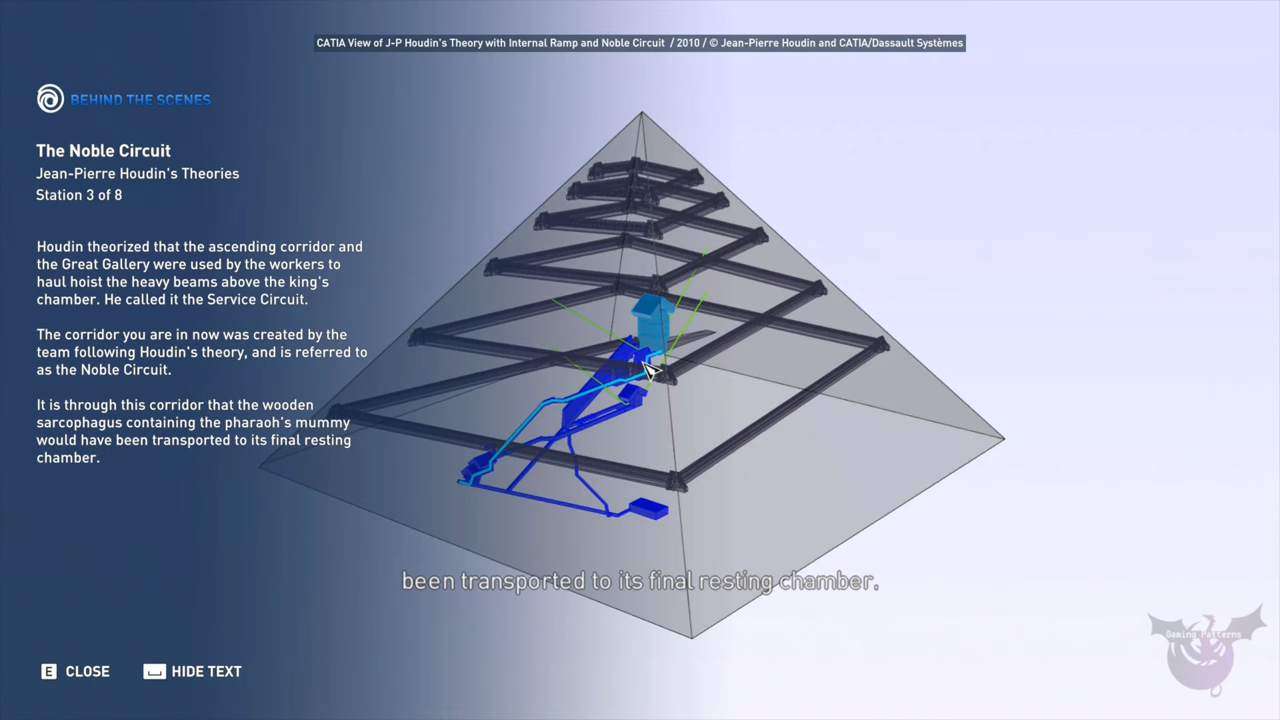 CATIA View of J-P Houdin's Theory with Internal Ramp and Noble Circuit / 2010 / © Jean-Pierre Houdin and CATIA/Dassault Systèmes
BEHIND THE SCENES
The Noble Circuit
Jean-Pierre Houdin's Theories
Station 3 of 8
Houdin theorized that the ascending corridor and
the Great Gallery were used by the workers to
haul hoist the heavy beams above the king's
chamber. He called it the Service Circuit.
The corridor you are in now was created by the
team following Houdin's theory, and is referred to
as the Noble Circuit.
It is through this corridor that the wooden
sarcophagus containing the pharaoh's mummy
would have been transported to its final resting
chamber.
been transported to its final resting chamber.
E CLOSE
HIDE TEXT
Gaming Patterns